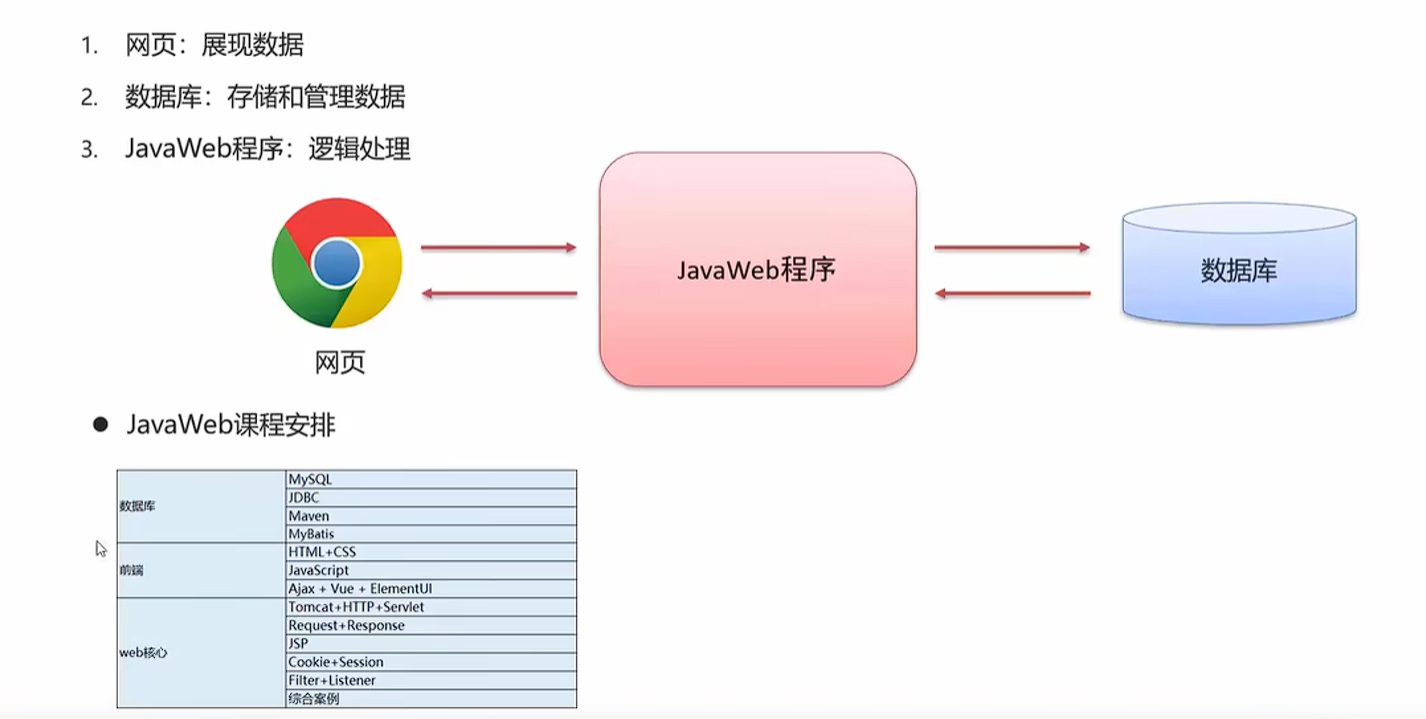 1. 网页：展现数据
2. 数据库：存储和管理数据
3. JavaWeb程序：逻辑处理
JavaWeb程序
数据库
网页
● JavaWeb课程安排
数据库
MySQL
JDBC
Maven
MyBatis
前端
HTML+CSS
JavaScript
Ajax + Vue + ElementUI
web核心
Tomcat+HTTP+Servlet
Request+Response
JSP
Cookie+Session
Filter+Listener
综合案例